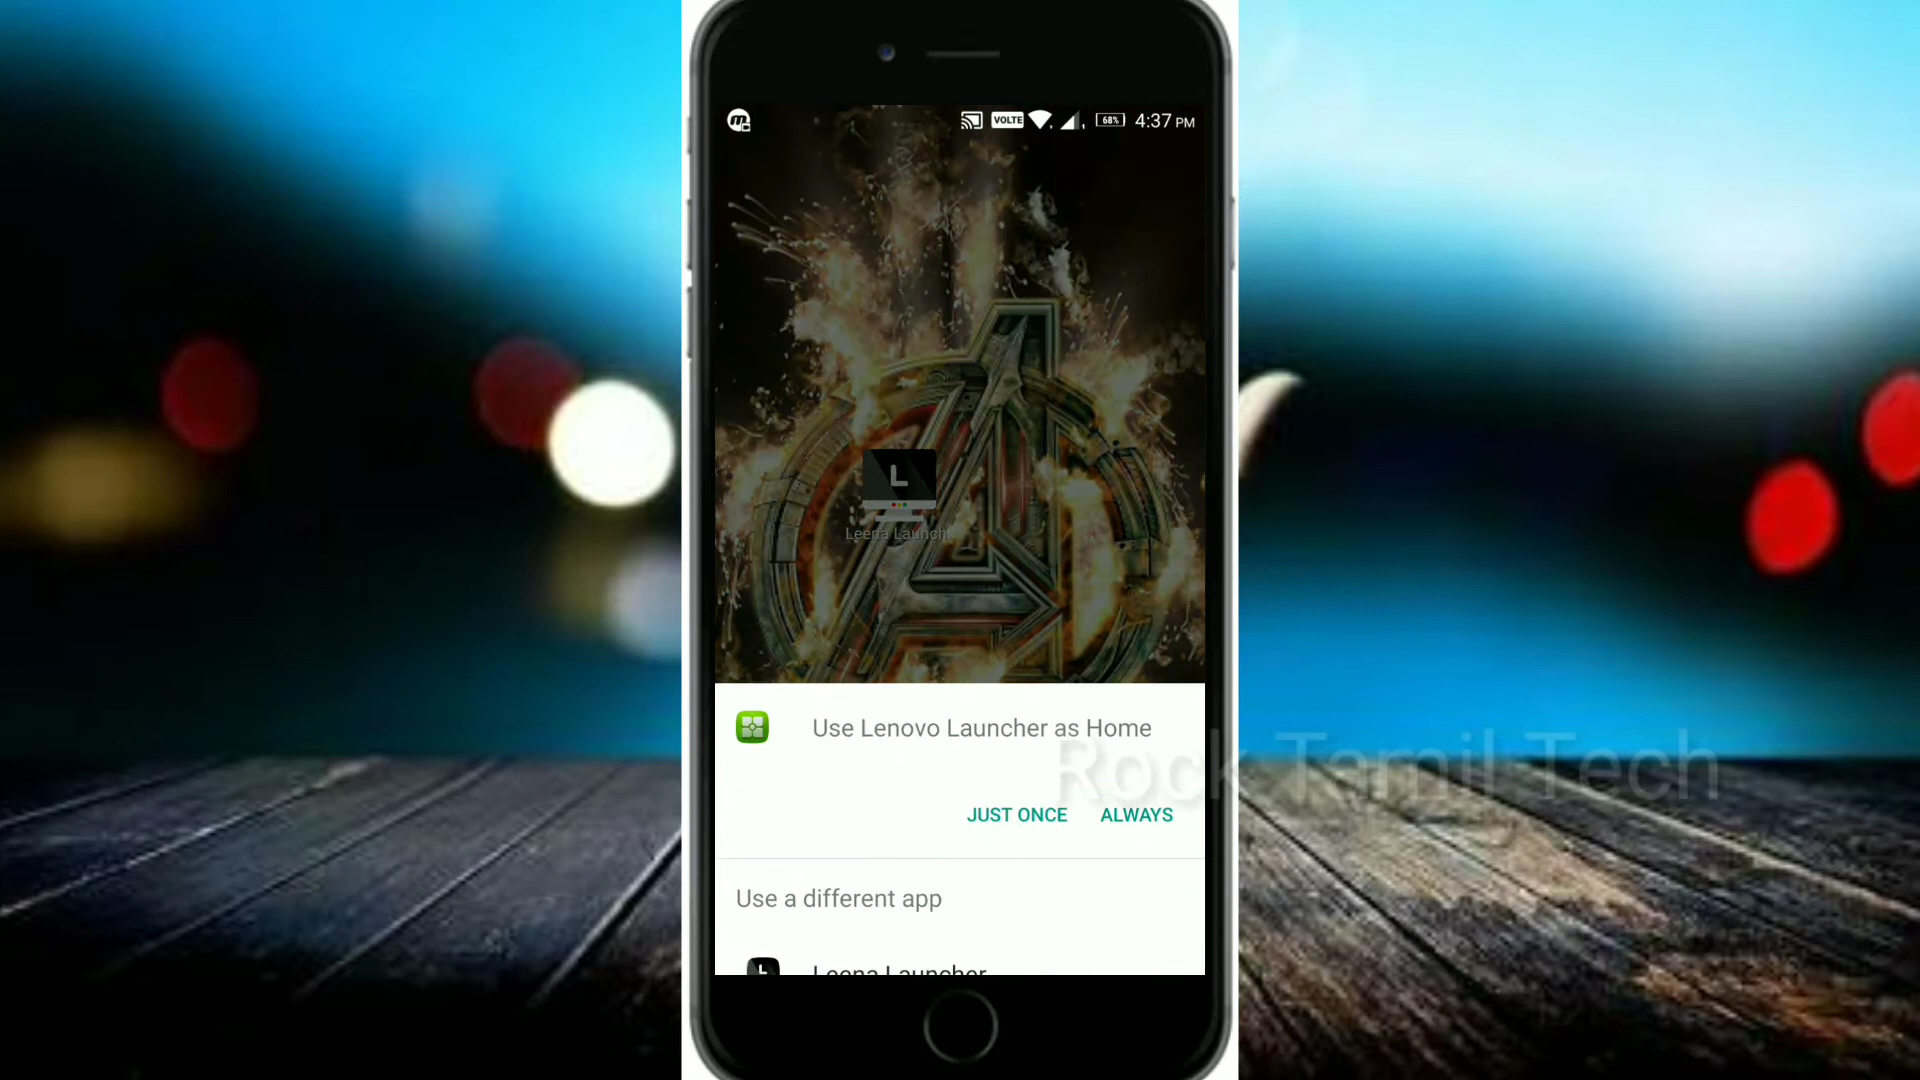 VOLTE 68% 4:37 PM
L
Leena Launch
Use Lenovo Launcher as Home
Rock Tamil Tech
JUST ONCE ALWAYS
Use a different app
Leena Launcher